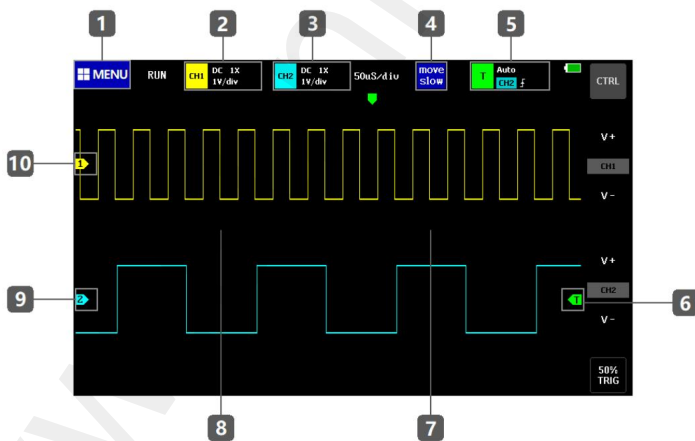 1
2
3
4
5
MENU
RUN
CH1
DC 1X
1V/div
CH2
DC 1X
1V/div
50uS/div
move
slow
T
Auto
CH2
CTRL
V+
10
1
CH1
V-
V+
9
2
T
CH2
6
V-
50%
TRIG
8
7